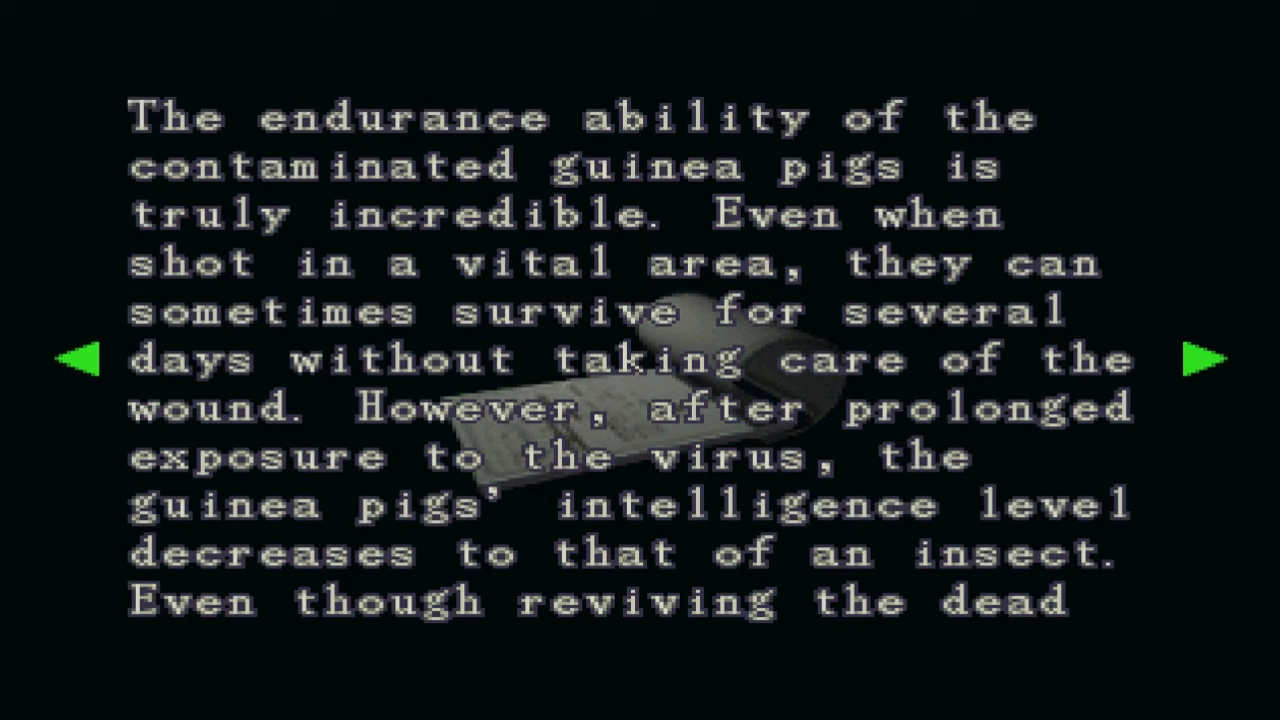 The endurance ability of the
contaminated guinea pigs is
truly incredible. Even when
shot in a vital area, they can
sometimes survive for several
days without taking care of the
wound. However, after prolonged
exposure to the virus, the
guinea pigs' intelligence level
decreases to that of an insect.
Even though reviving the dead